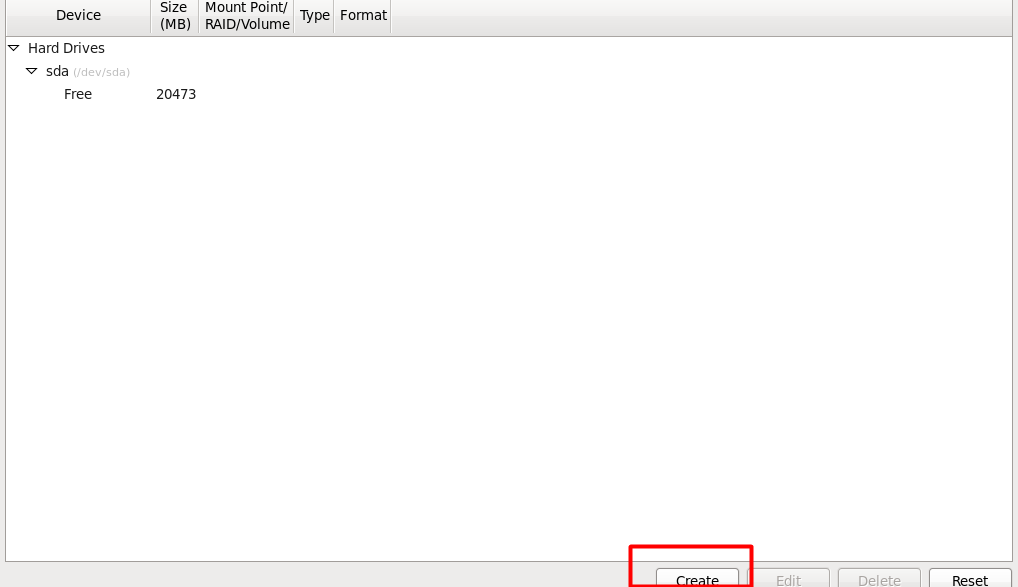 Device Size (MB) Mount Point/ RAID/Volume Type Format
Hard Drives
sda (/dev/sda)
Free 20473
Create Edit Delete Reset